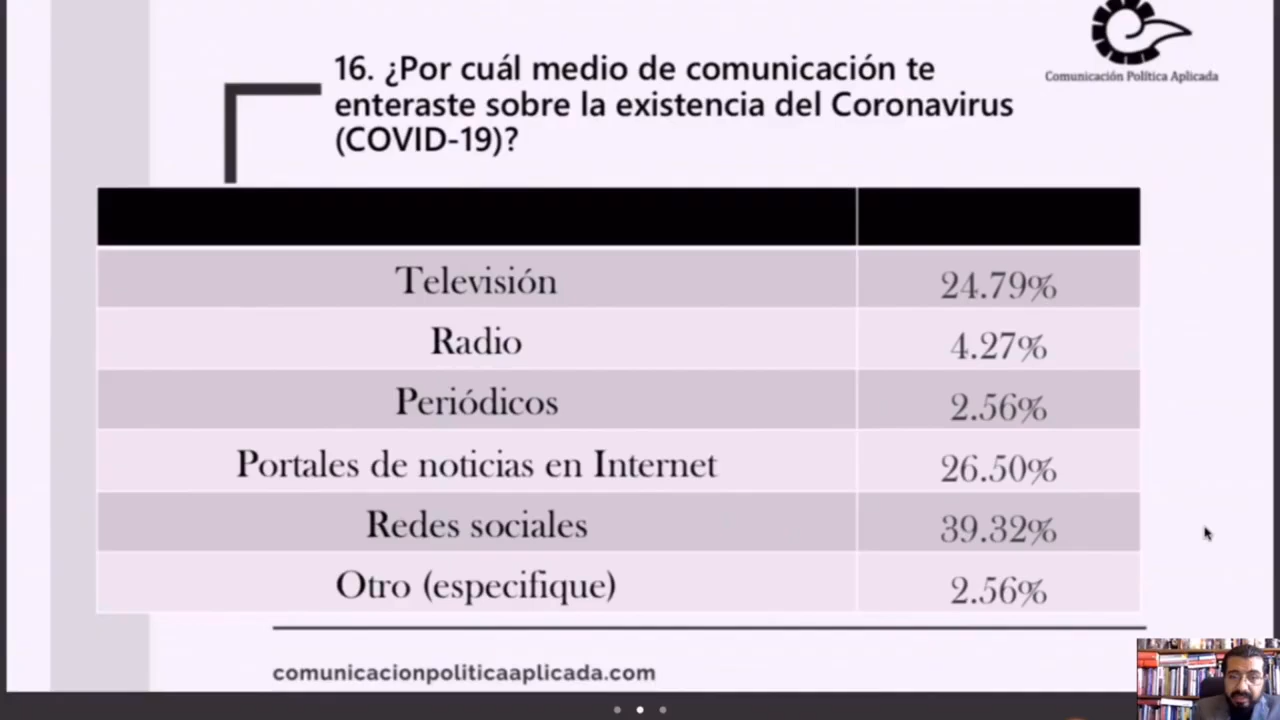 Comunicación Política Aplicada
16. ¿Por cuál medio de comunicación te
enteraste sobre la existencia del Coronavirus
(COVID-19)?
Televisión 24.79%
Radio 4.27%
Periódicos 2.56%
Portales de noticias en Internet 26.50%
Redes sociales 39.32%
Otro (especifique) 2.56%
comunicacionpoliticaaplicada.com